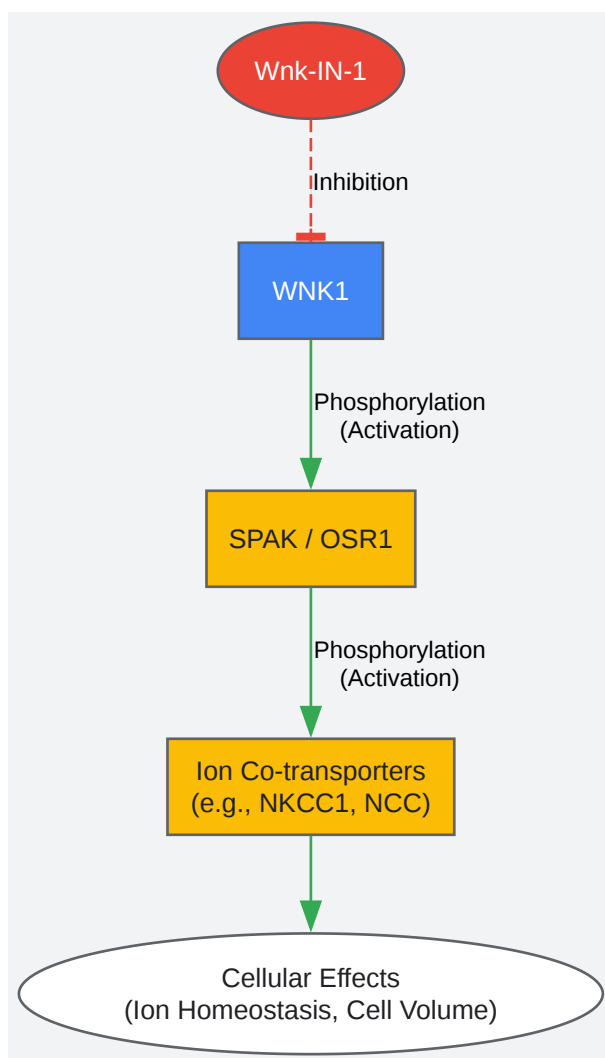 Wnk-IN-1
Inhibition
WNK1
Phosphorylation
(Activation)
SPAK / OSR1
Phosphorylation
(Activation)
Ion Co-transporters
(e.g., NKCC1, NCC)
Cellular Effects
(Ion Homeostasis, Cell Volume)